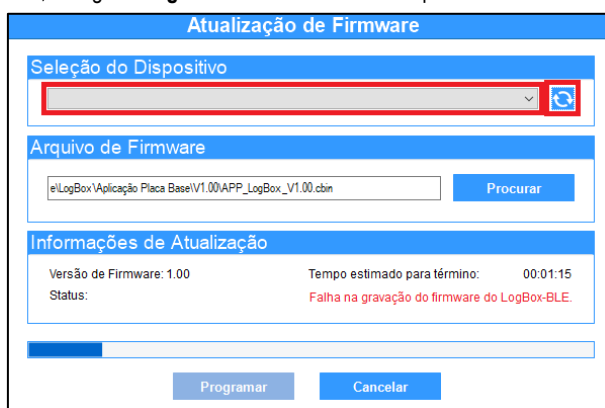 Atualização de Firmware
Seleção do Dispositivo
Arquivo de Firmware
e\LogBox\Aplicação Placa Base\V1.00\APP_LogBox_V1.00.cbin
Procurar
Informações de Atualização
Versão de Firmware: 1.00 Tempo estimado para término: 00:01:15
Status: Falha na gravação do firmware do LogBox-BLE.
Programar Cancelar